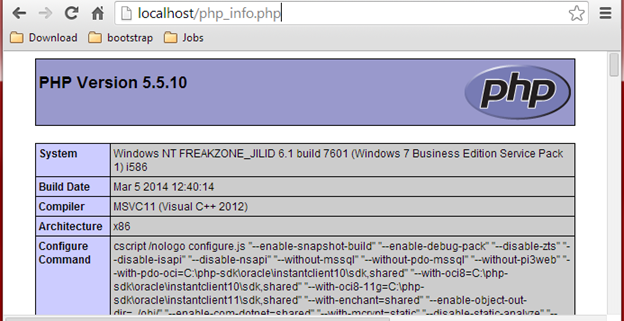 localhost/php_info.php
Download bootstrap Jobs
PHP Version 5.5.10
php
System Windows NT FREAKZONE_JILID 6.1 build 7601 (Windows 7 Business Edition Service Pack
1) i586
Build Date Mar 5 2014 12:40:14
Compiler MSVC11 (Visual C++ 2012)
Architecture x86
Configure cscript /nologo configure.js "--enable-snapshot-build" "--enable-debug-pack" "--disable-zts" "-
Command -disable-isapi" "--disable-nsapi" "--without-mssql" "--without-pdo-mssql" "--without-pi3web" "-
-with-pdo-oci=C:\php-sdk\oracle\instantclient10\sdk,shared" "--with-oci8=C:\php-
sdk\oracle\instantclient10\sdk,shared" "--with-oci8-11g=C:\php-
sdk\oracle\instantclient11\sdk,shared" "--with-enchant=shared" "--enable-object-out-
dir=../obj/" "--enable-com-dotnet=shared" "--with-mcrypt=static" "--disable-static-analyze" "--